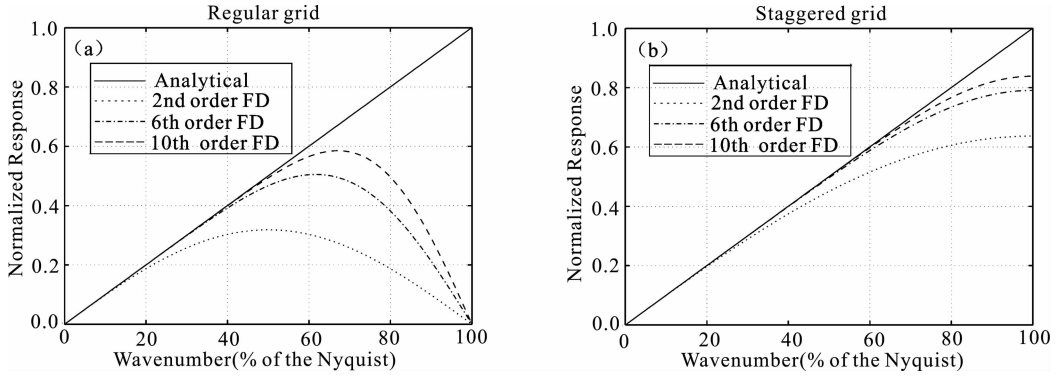 Regular grid
(a)
Analytical
2nd order FD
6th order FD
10th order FD
Normalized Response
1.0
0.8
0.6
0.4
0.2
0.0
0 20 40 60 80 100
Wavenumber(% of the Nyquist)
Staggered grid
(b)
Analytical
2nd order FD
6th order FD
10th order FD
Normalized Response
1.0
0.8
0.6
0.4
0.2
0.0
0 20 40 60 80 100
Wavenumber(% of the Nyquist)